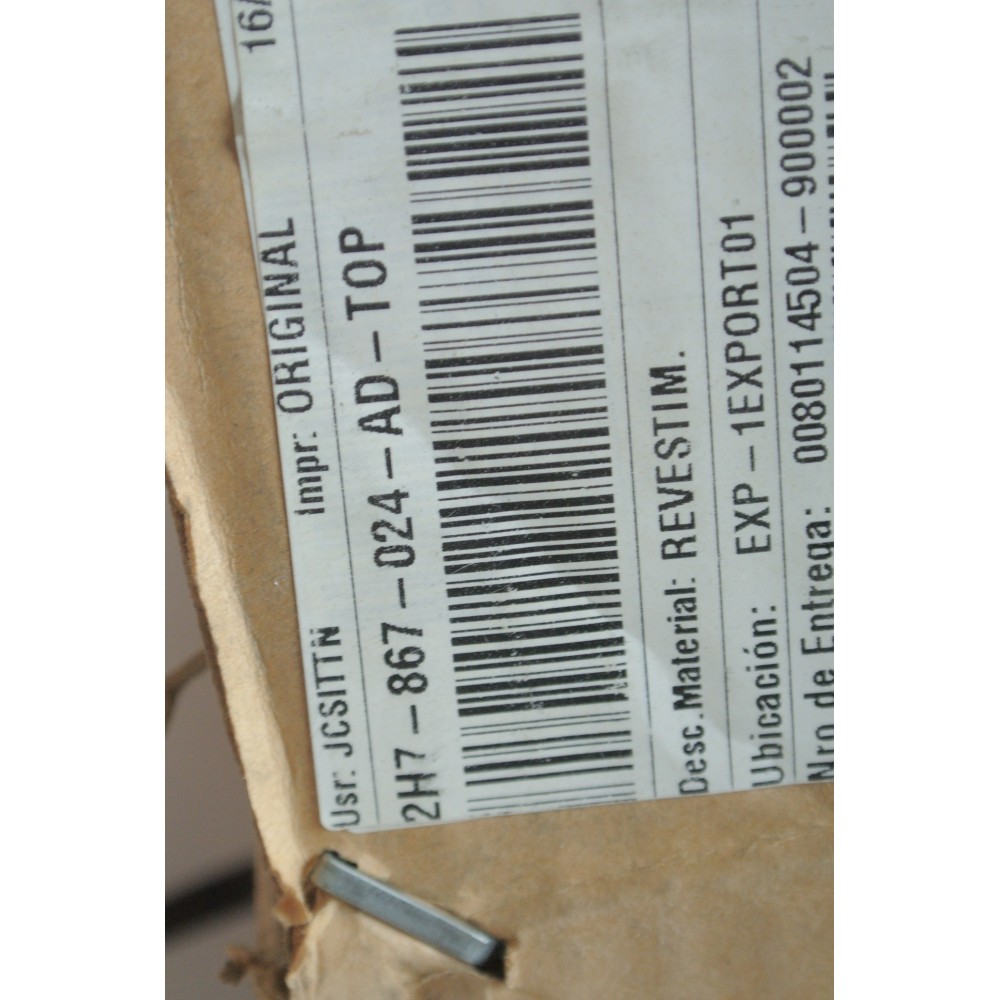 16/
Usr: JCSITTN Impr: ORIGINAL
2H7-867-024-AD-TOP
Desc.Material: REVESTIM.
Ubicación: EXP-1EXPORT01
Nro de Entrega: 0080114504-900002